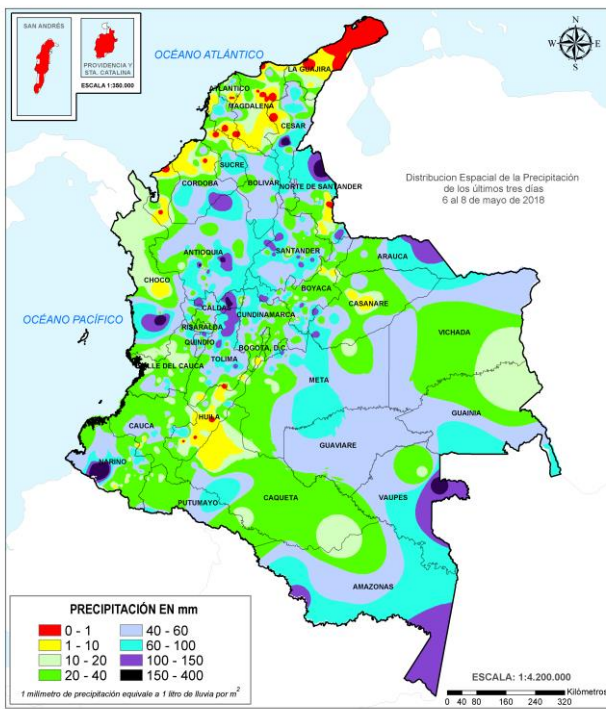 SAN ANDRÉS
PROVIDENCIA Y
STA. CATALINA
ESCALA 1:350.000
OCÉANO ATLÁNTICO
N
W
E
S
LA GUAJIRA
ATLANTICO
MAGDALENA
CESAR
SUCRE
CORDOBA
BOLÍVAR
NORTE DE SANTANDER
Distribucion Espacial de la Precipitación
de los últimos tres días
6 al 8 de mayo de 2018
ANTIOQUIA
SANTANDER
ARAUCA
CHOCO
BOYACA
CASANARE
OCÉANO PACÍFICO
CALDAS
CUNDINAMARCA
RISARALDA
VICHADA
QUINDIO
BOGOTA, D.C.
TOLIMA
VALLE DEL CAUCA
META
HUILA
GUAINIA
CAUCA
GUAVIARE
NARIÑO
PUTUMAYO
CAQUETA
VAUPES
AMAZONAS
PRECIPITACIÓN EN mm
0 - 1
40 - 60
1 - 10
60 - 100
10 - 20
100 - 150
20 - 40
150 - 400
1 milímetro de precipitación equivale a 1 litro de lluvia por m²
ESCALA: 1:4.200.000
Kilómetros
0 40 80 160 240 320